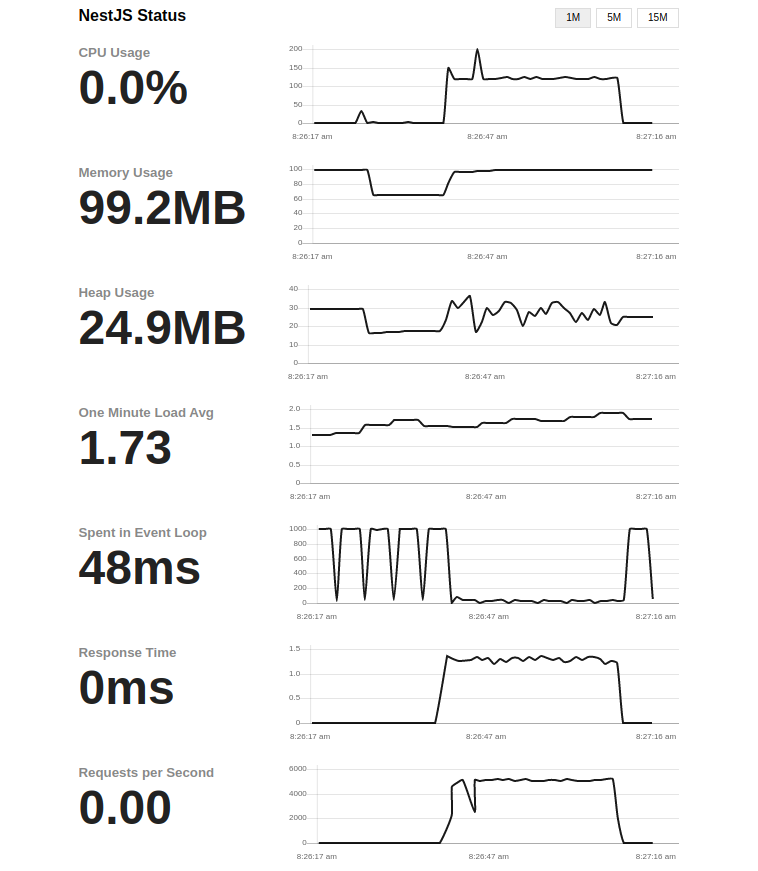 NestJS Status
1M 5M 15M
CPU Usage
0.0%
200
150
100
50
0
8:26:17 am 8:26:47 am 8:27:16 am
Memory Usage
99.2MB
100
80
60
40
20
0
8:26:17 am 8:26:47 am 8:27:16 am
Heap Usage
24.9MB
40
30
20
10
0
8:26:17 am 8:26:47 am 8:27:16 am
One Minute Load Avg
1.73
2.0
1.5
1.0
0.5
0
8:26:17 am 8:26:47 am 8:27:16 am
Spent in Event Loop
48ms
1000
800
600
400
200
0
8:26:17 am 8:26:47 am 8:27:16 am
Response Time
0ms
1.5
1.0
0.5
0
8:26:17 am 8:26:47 am 8:27:16 am
Requests per Second
0.00
6000
4000
2000
0
8:26:17 am 8:26:47 am 8:27:16 am